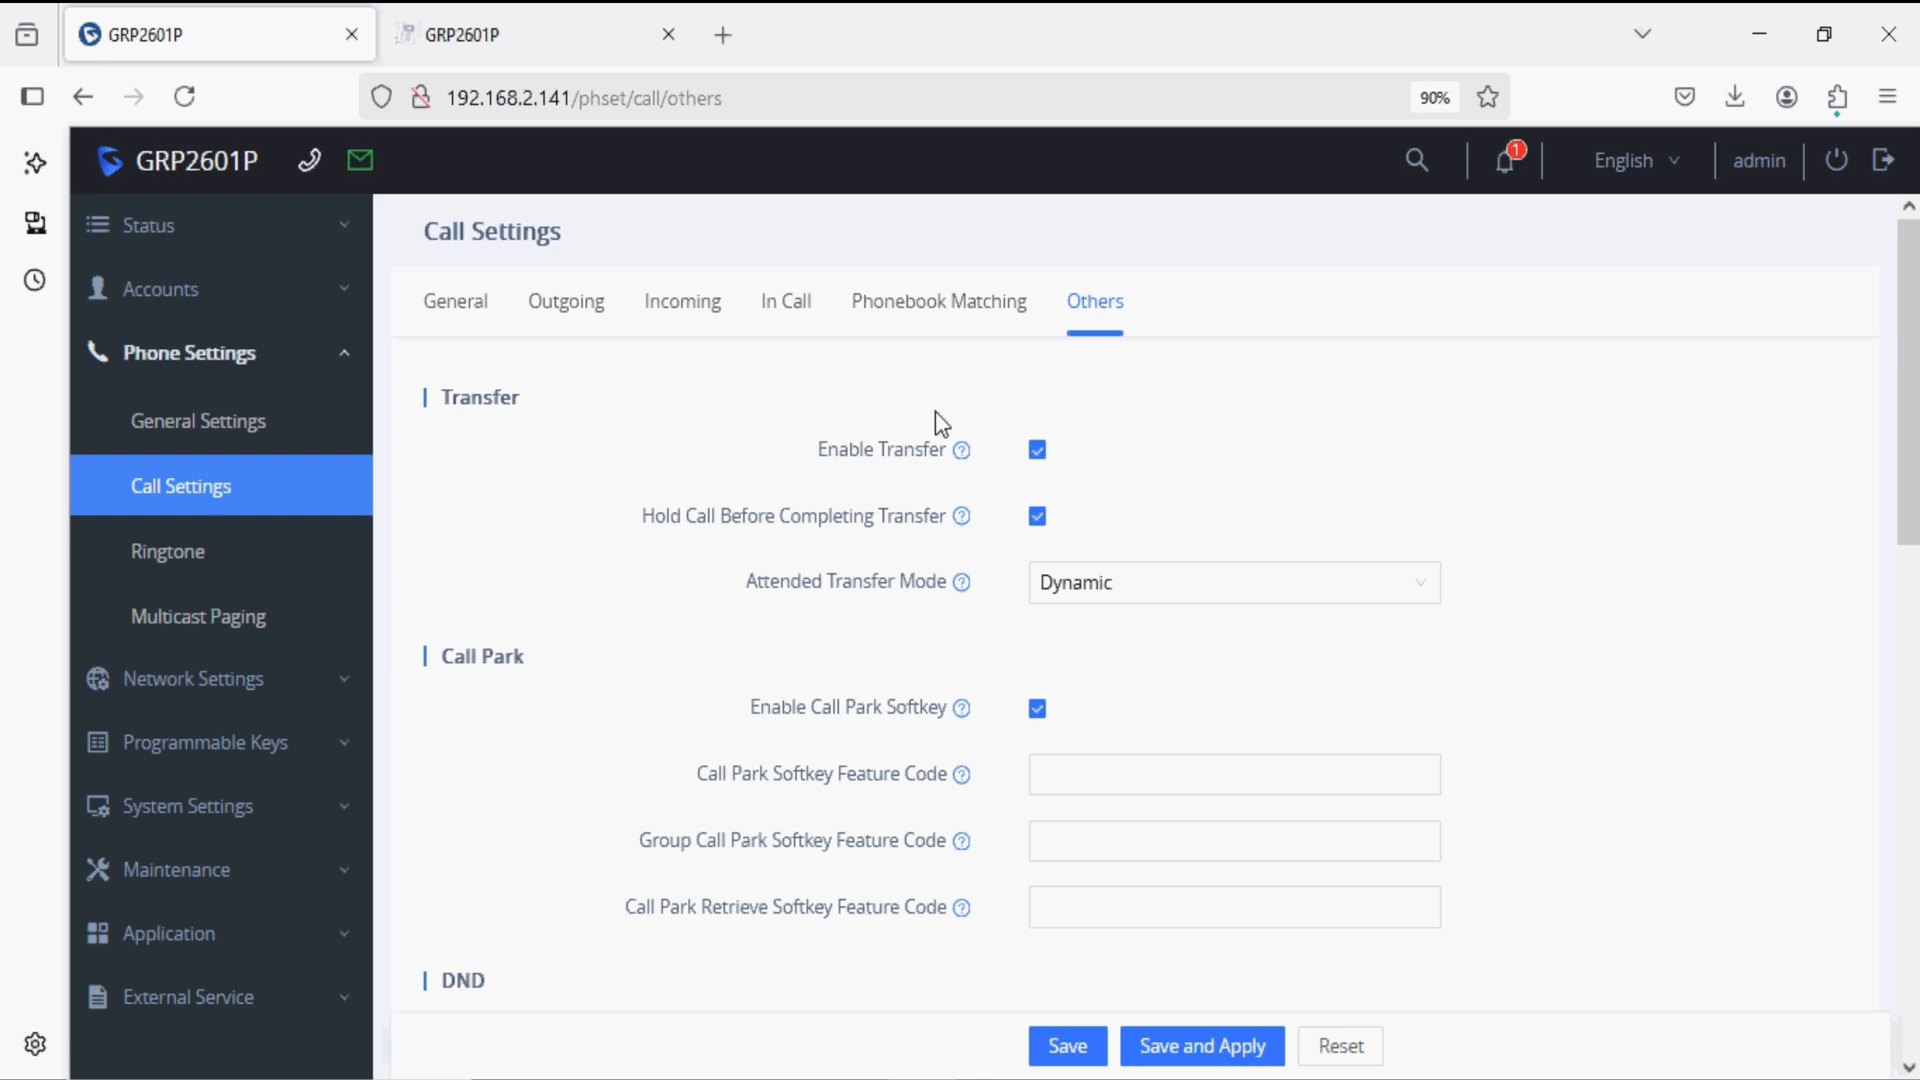 GRP2601P
GRP2601P
192.168.2.141/phset/call/others
90%
GRP2601P
1
English
admin
Status
Accounts
Phone Settings
General Settings
Call Settings
Ringtone
Multicast Paging
Network Settings
Programmable Keys
System Settings
Maintenance
Application
External Service
Call Settings
General
Outgoing
Incoming
In Call
Phonebook Matching
Others
Transfer
Enable Transfer
Hold Call Before Completing Transfer
Attended Transfer Mode
Dynamic
Call Park
Enable Call Park Softkey
Call Park Softkey Feature Code
Group Call Park Softkey Feature Code
Call Park Retrieve Softkey Feature Code
DND
Save
Save and Apply
Reset